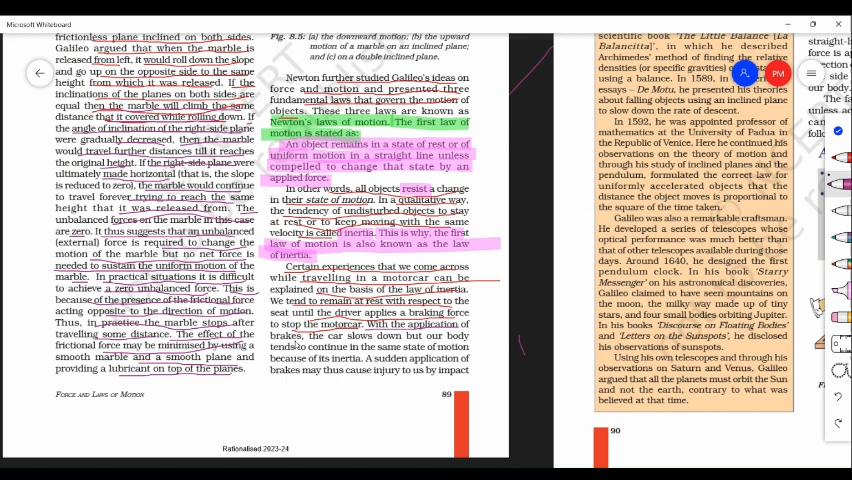 Microsoft Whiteboard
frictionless plane inclined on both sides.
Galileo argued that when the marble is
released from left, it would roll down the slope
and go up on the opposite side to the same
height from which it was released. If the
inclinations of the planes on both sides are
equal then the marble will climb the same
distance that it covered while rolling down. If
the angle of inclination of the right-side plane
were gradually decreased, then the marble
would travel further distances till it reaches
the original height. If the right-side plane were
ultimately made horizontal (that is, the slope
is reduced to zero), the marble would continue
to travel forever trying to reach the same
height that it was released from. The
unbalanced forces on the marble in this case
are zero. It thus suggests that an unbalanced
(external) force is required to change the
motion of the marble but no net force is
needed to sustain the uniform motion of the
marble. In practical situations it is difficult
to achieve a zero unbalanced force. This is
because of the presence of the frictional force
acting opposite to the direction of motion.
Thus, in practice the marble stops after
travelling some distance. The effect of the
frictional force may be minimised by using a
smooth marble and a smooth plane and
providing a lubricant on top of the planes.
FORCE AND LAWS OF MOTION
Fig. 8.5: (a) the downward motion; (b) the upward
motion of a marble on an inclined plane;
and (c) on a double inclined plane.
Newton further studied Galileo's ideas on
force and motion and presented three
fundamental laws that govern the motion of
objects. These three laws are known as
Newton's laws of motion. The first law of
motion is stated as:
An object remains in a state of rest or of
uniform motion in a straight line unless
compelled to change that state by an
applied force.
In other words, all objects resist a change
in their state of motion. In a qualitative way,
the tendency of undisturbed objects to stay
at rest or to keep moving with the same
velocity is called inertia. This is why, the first
law of motion is also known as the law
of inertia.
Certain experiences that we come across
while travelling in a motorcar can be
explained on the basis of the law of inertia.
We tend to remain at rest with respect to the
seat until the driver applies a braking force
to stop the motorcar. With the application of
brakes, the car slows down but our body
tends to continue in the same state of motion
because of its inertia. A sudden application of
brakes may thus cause injury to us by impact
89
Rationalised 2023-24
scientific book 'The Little Balance [La
Balancitta]', in which he described
Archimedes' method of finding the relative
densities (or specific gravities) of
using a balance. In 1589, in
essays – De Motu, he presented his theories
about falling objects using an inclined plane
to slow down the rate of descent.
In 1592, he was appointed professor of
mathematics at the University of Padua in
the Republic of Venice. Here he continued his
observations on the theory of motion and
through his study of inclined planes and the
pendulum, formulated the correct law for
uniformly accelerated objects that the
distance the object moves is proportional to
the square of the time taken.
Galileo was also a remarkable craftsman.
He developed a series of telescopes whose
optical performance was much better than
that of other telescopes available during those
days. Around 1640, he designed the first
pendulum clock. In his book 'Starry
Messenger' on his astronomical discoveries,
Galileo claimed to have seen mountains on
the moon, the milky way made up of tiny
stars, and four small bodies orbiting Jupiter.
In his books 'Discourse on Floating Bodies'
and 'Letters on the Sunspots', he disclosed
his observations of sunspots.
Using his own telescopes and through his
observations on Saturn and Venus, Galileo
argued that all the planets must orbit the Sun
and not the earth, contrary to what was
believed at that time.
90
PM
straight-li
force is a
direction
our body.
The fa
unless ac